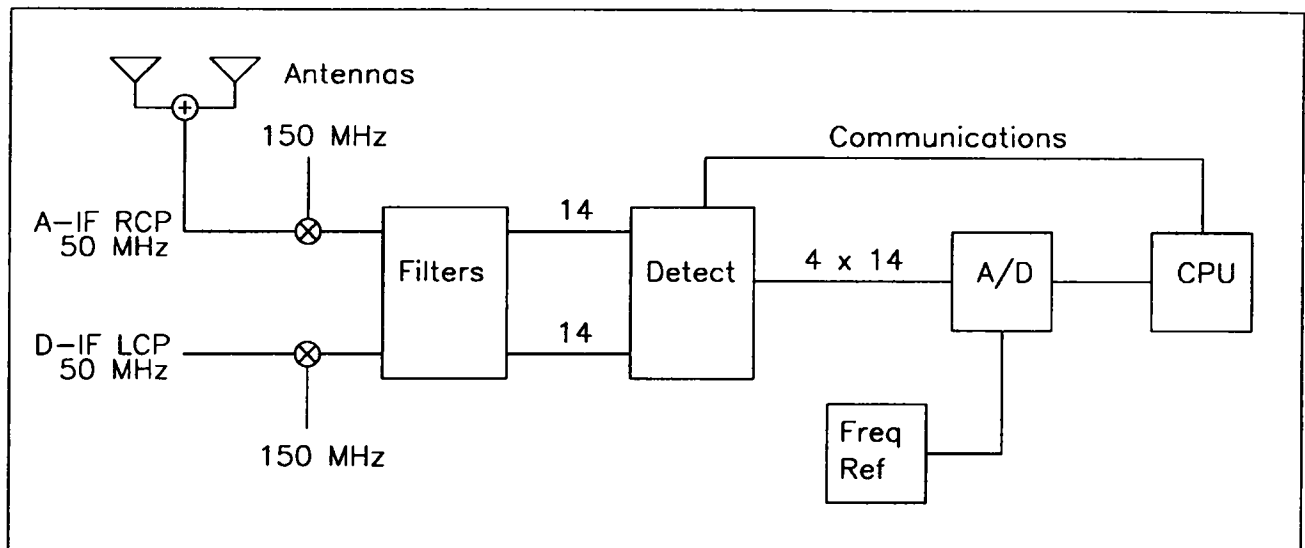 Antennas
150 MHz
Communications
A-IF RCP
50 MHz
14
Filters
Detect
4 x 14
A/D
CPU
D-IF LCP
50 MHz
14
150 MHz
Freq
Ref